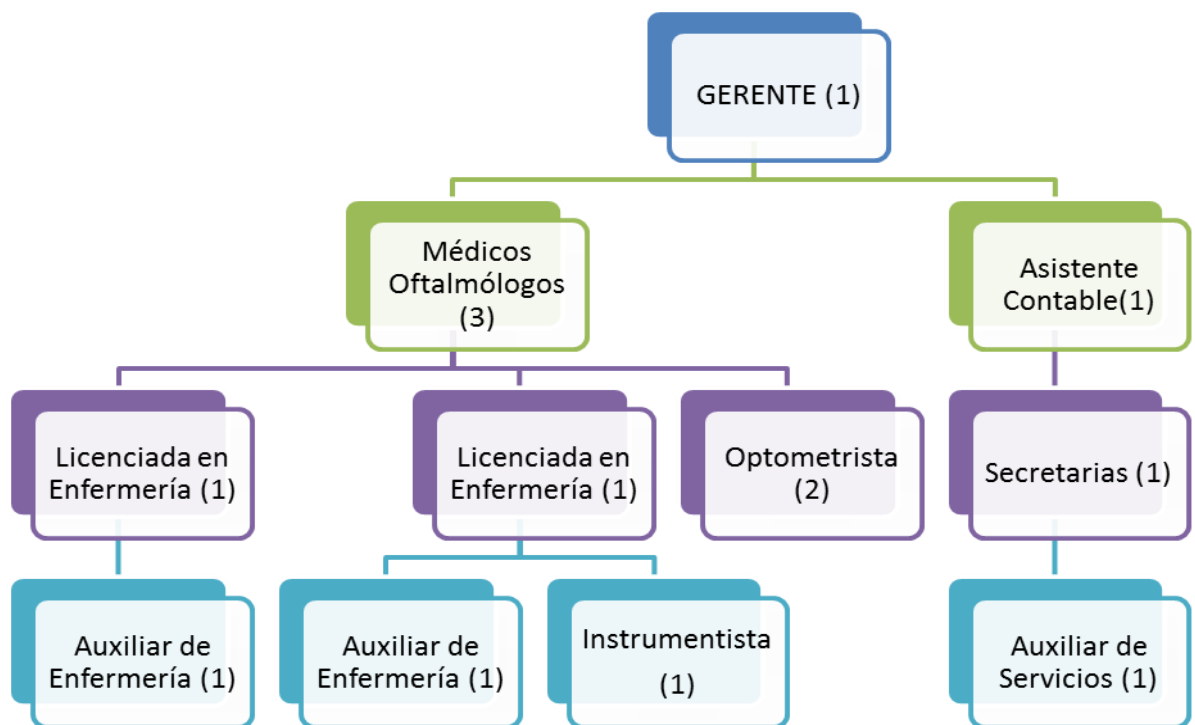 GERENTE (1)
Médicos
Oftalmólogos
(3)
Asistente
Contable(1)
Licenciada en
Enfermería (1)
Licenciada en
Enfermería (1)
Optometrista
(2)
Secretarias (1)
Auxiliar de
Enfermería (1)
Auxiliar de
Enfermería (1)
Instrumentista
(1)
Auxiliar de
Servicios (1)